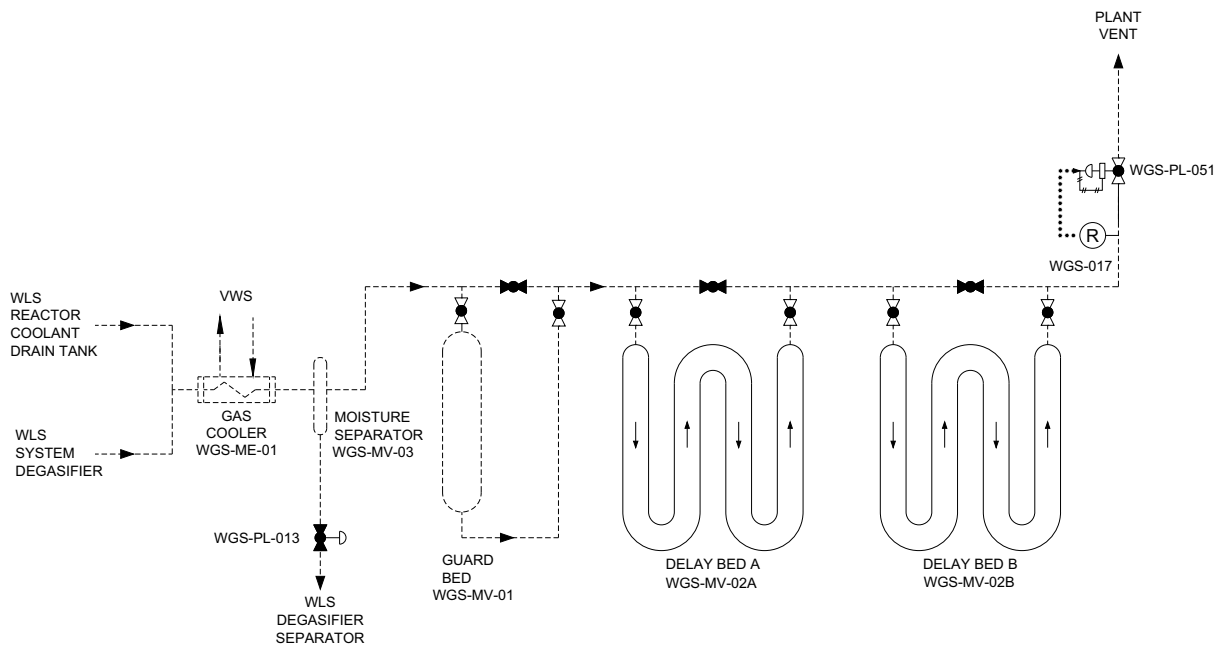 PLANT
VENT
WGS-PL-051
R
WGS-017
WLS
REACTOR
COOLANT
DRAIN TANK
VWS
GAS
COOLER
WGS-ME-01
MOISTURE
SEPARATOR
WGS-MV-03
WLS
SYSTEM
DEGASIFIER
WGS-PL-013
WLS
DEGASIFIER
SEPARATOR
GUARD
BED
WGS-MV-01
DELAY BED A
WGS-MV-02A
DELAY BED B
WGS-MV-02B